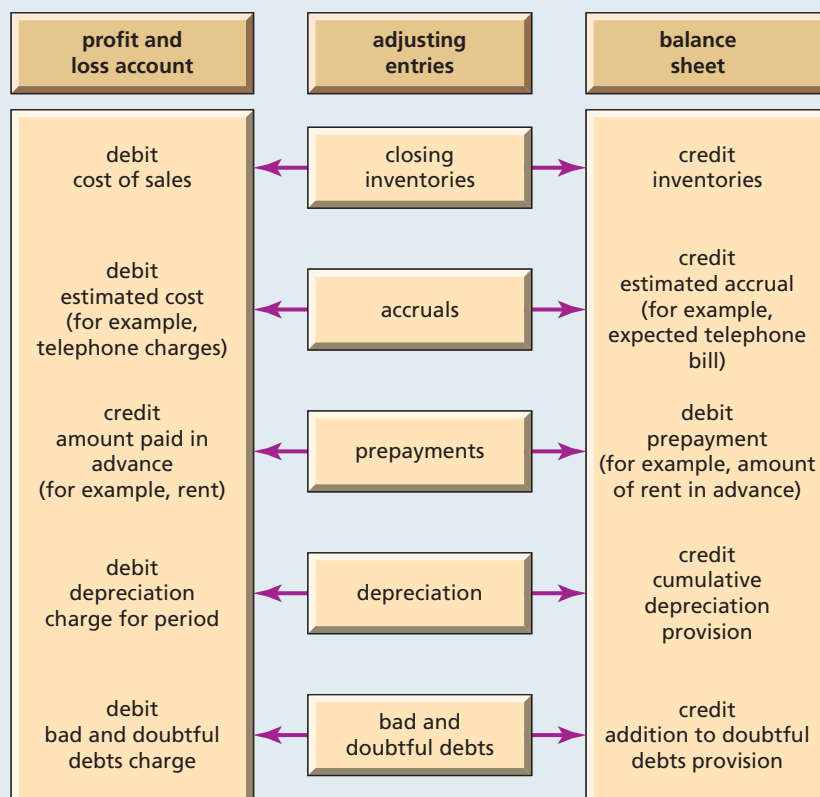 profit and
loss account
adjusting
entries
balance
sheet
debit
cost of sales
closing
inventories
credit
inventories
debit
estimated cost
(for example,
telephone charges)
accruals
credit
estimated accrual
(for example,
expected telephone
bill)
credit
amount paid in
advance
(for example, rent)
prepayments
debit
prepayment
(for example, amount
of rent in advance)
debit
depreciation
charge for period
depreciation
credit
cumulative
depreciation
provision
debit
bad and doubtful
debts charge
bad and
doubtful debts
credit
addition to doubtful
debts provision